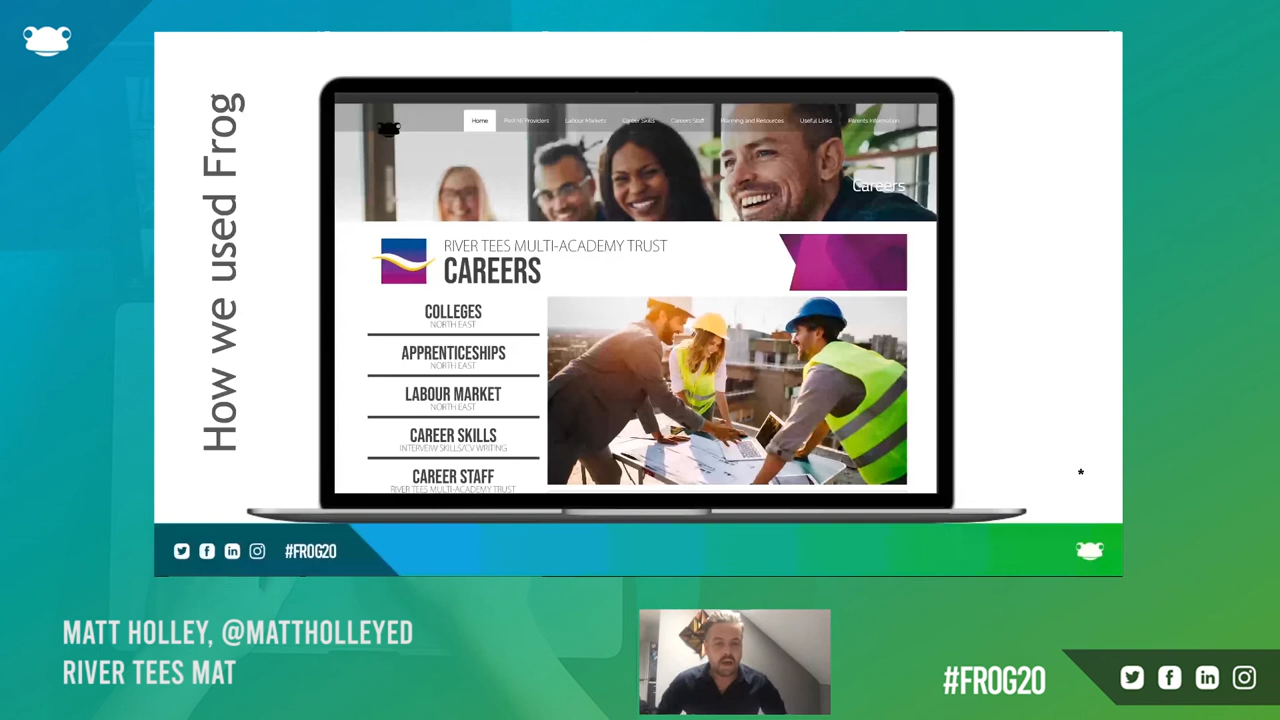 How we used Frog
Home Post-16 Providers Labour Markets Career Skills Careers Staff Planning and Resources Useful Links Parents Information
Careers
RIVER TEES MULTI-ACADEMY TRUST
CAREERS
COLLEGES
NORTH EAST
APPRENTICESHIPS
NORTH EAST
LABOUR MARKET
NORTH EAST
CAREER SKILLS
INTERVEIW SKILLS/CV WRITING
CAREER STAFF
RIVER TEES MULTI-ACADEMY TRUST
*
#FROG20
MATT HOLLEY, @MATTHOLLEYED
RIVER TEES MAT
#FROG20